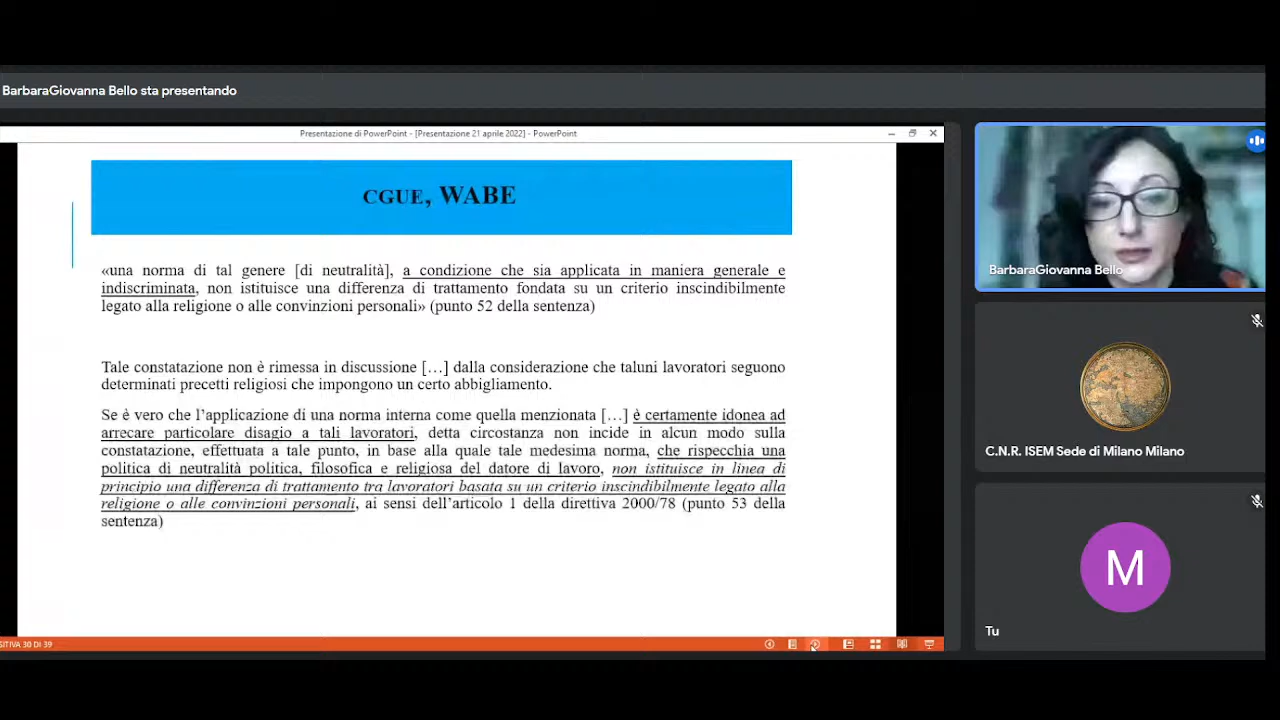 BarbaraGiovanna Bello sta presentando
Presentazione di PowerPoint - [Presentazione 21 aprile 2022] - PowerPoint
CGUE, WABE
«una norma di tal genere [di neutralità], a condizione che sia applicata in maniera generale e
indiscriminata, non istituisce una differenza di trattamento fondata su un criterio inscindibilmente
legato alla religione o alle convinzioni personali» (punto 52 della sentenza)
Tale constatazione non è rimessa in discussione […] dalla considerazione che taluni lavoratori seguono
determinati precetti religiosi che impongono un certo abbigliamento.
Se è vero che l’applicazione di una norma interna come quella menzionata […] è certamente idonea ad
arrecare particolare disagio a tali lavoratori, detta circostanza non incide in alcun modo sulla
constatazione, effettuata a tale punto, in base alla quale tale medesima norma, che rispecchia una
politica di neutralità politica, filosofica e religiosa del datore di lavoro, non istituisce in linea di
principio una differenza di trattamento tra lavoratori basata su un criterio inscindibilmente legato alla
religione o alle convinzioni personali, ai sensi dell’articolo 1 della direttiva 2000/78 (punto 53 della
sentenza)
SITIVA 30 DI 39
BarbaraGiovanna Bello
C.N.R. ISEM Sede di Milano Milano
M
Tu